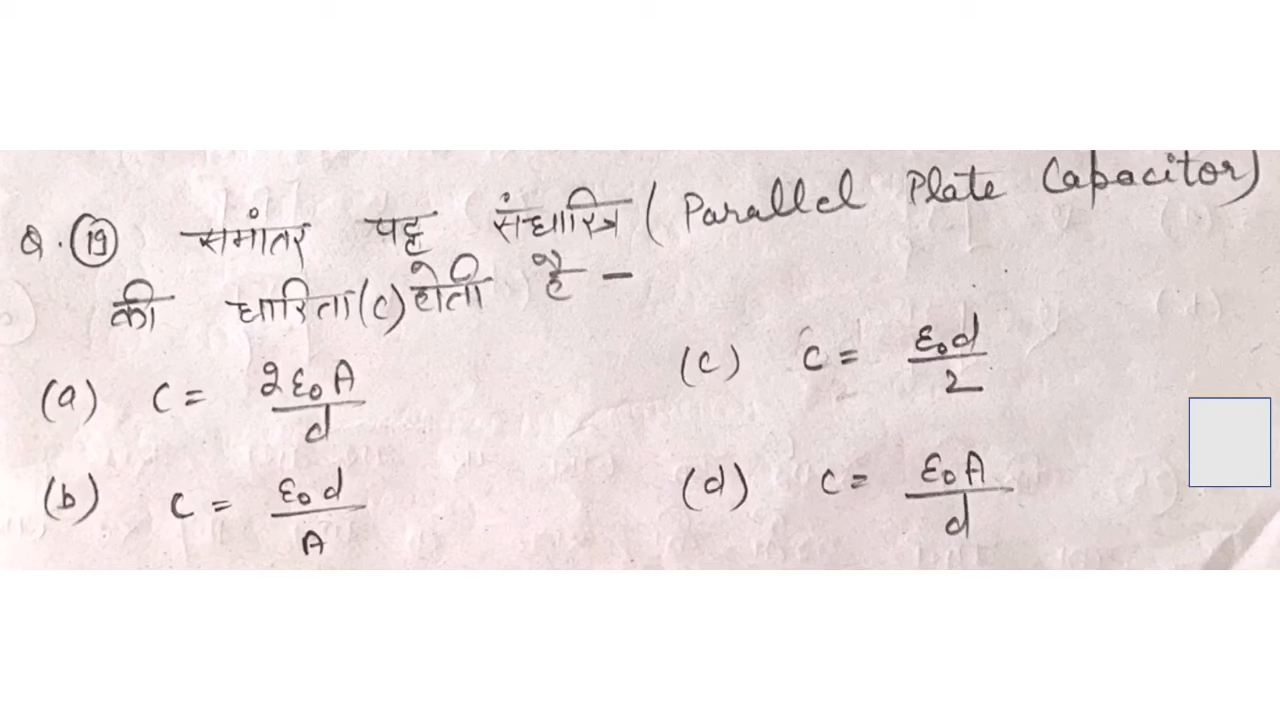 Q. 19 समांतर पट्ट संधारित्र (Parallel Plate Capacitor)
की धारिता (c) होती है –
(a) C = 2ε₀A/d
(b) C = ε₀d/A
(c) C = ε₀d/2
(d) C = ε₀A/d